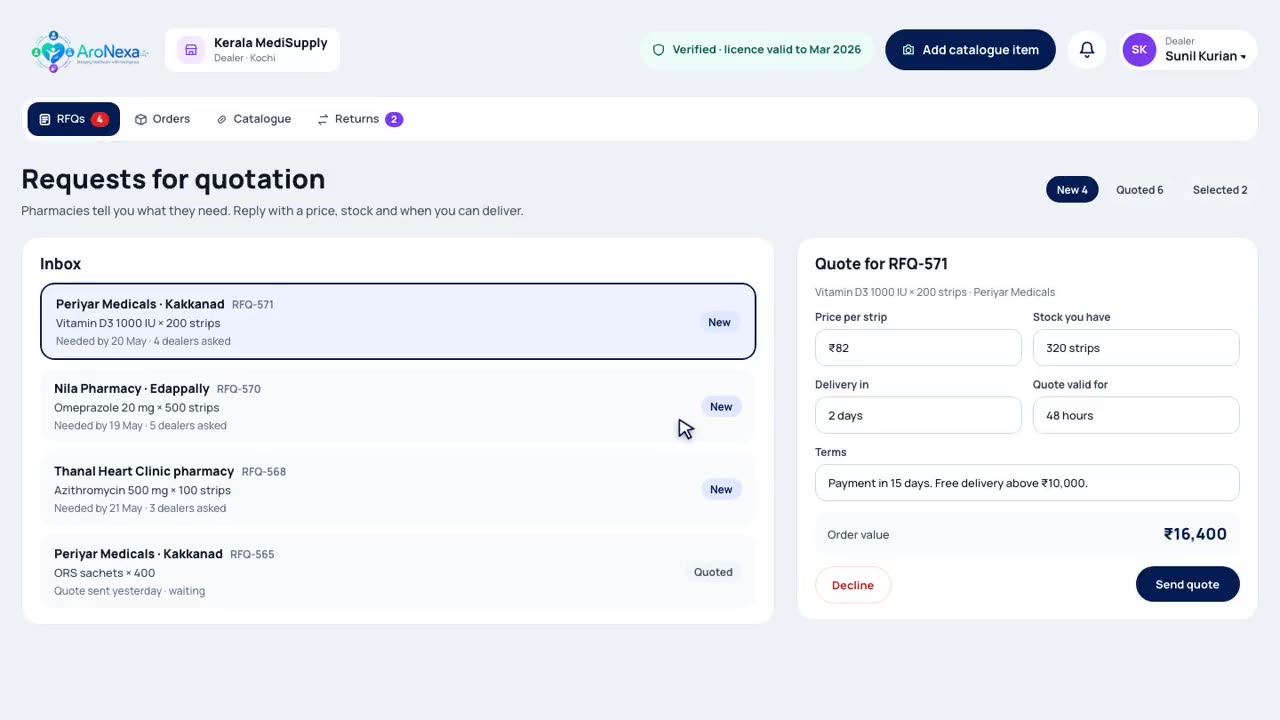 AroNexa
Kerala MediSupply
Dealer · Kochi
Verified · licence valid to Mar 2026
Add catalogue item
SK
Dealer
Sunil Kurian
RFQs 4
Orders
Catalogue
Returns 2
Requests for quotation
Pharmacies tell you what they need. Reply with a price, stock and when you can deliver.
New 4
Quoted 6
Selected 2
Inbox
Periyar Medicals · Kakkanad RFQ-571
Vitamin D3 1000 IU × 200 strips
Needed by 20 May · 4 dealers asked
New
Nila Pharmacy · Edappally RFQ-570
Omeprazole 20 mg × 500 strips
Needed by 19 May · 5 dealers asked
New
Thanal Heart Clinic pharmacy RFQ-568
Azithromycin 500 mg × 100 strips
Needed by 21 May · 3 dealers asked
New
Periyar Medicals · Kakkanad RFQ-565
ORS sachets × 400
Quote sent yesterday · waiting
Quoted
Quote for RFQ-571
Vitamin D3 1000 IU × 200 strips · Periyar Medicals
Price per strip
₹82
Stock you have
320 strips
Delivery in
2 days
Quote valid for
48 hours
Terms
Payment in 15 days. Free delivery above ₹10,000.
Order value
₹16,400
Decline
Send quote